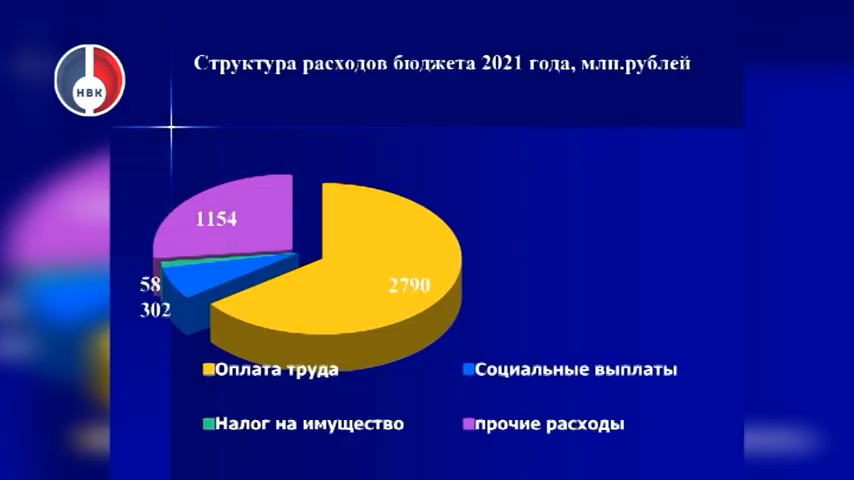 Структура расходов бюджета 2021 года, млн.рублей
НВК
1154
58
302
2790
Оплата труда
Социальные выплаты
Налог на имущество
прочие расходы